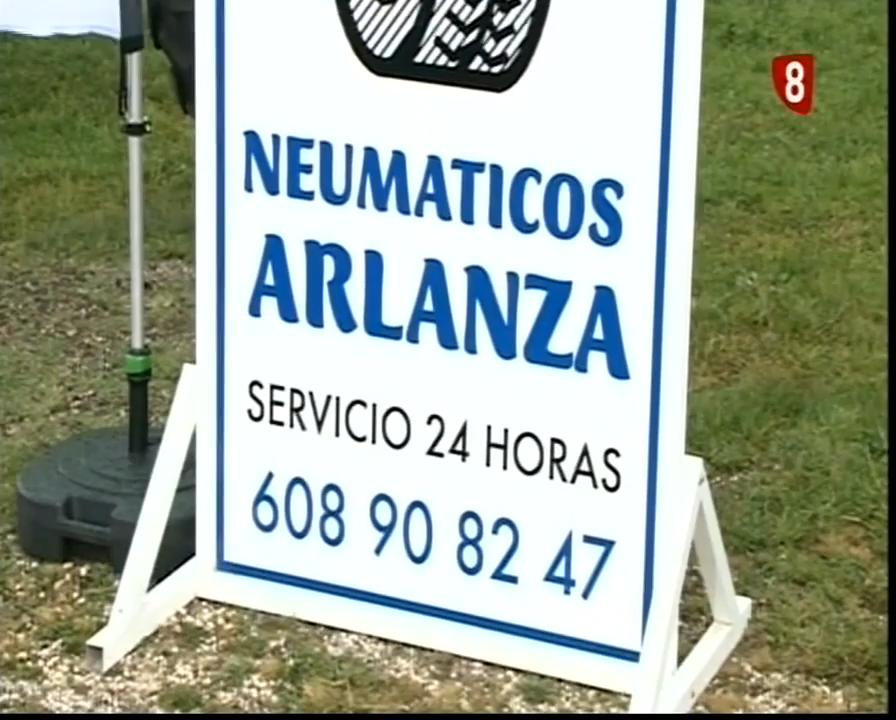 8
NEUMATICOS
ARLANZA
SERVICIO 24 HORAS
608 90 82 47